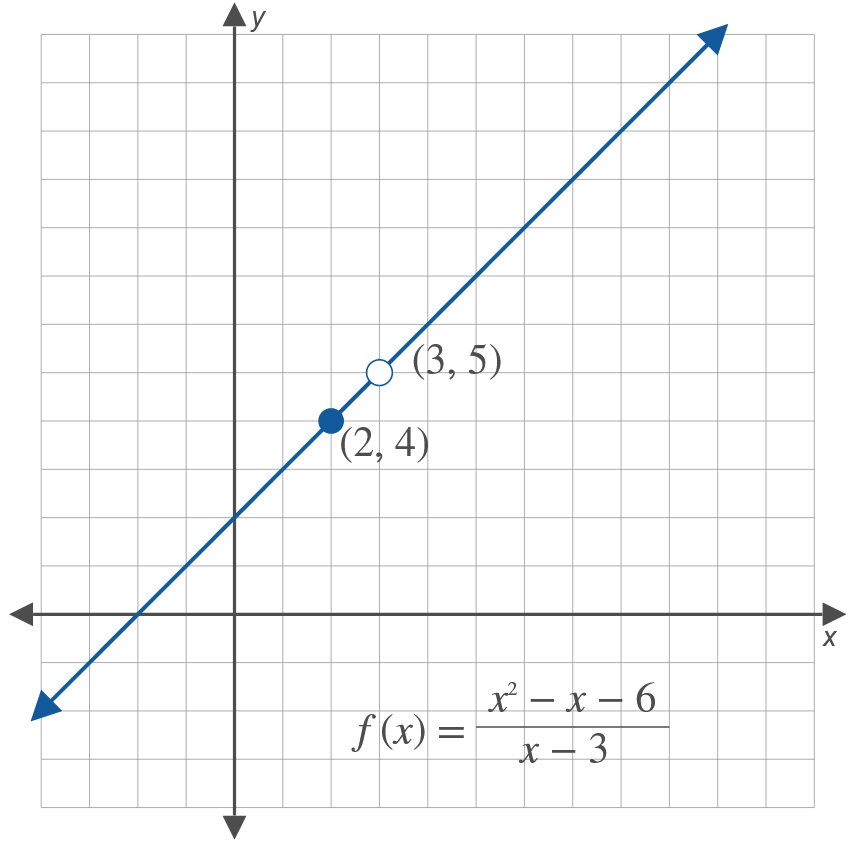 y
(3, 5)
(2, 4)
x
f (x) = x² − x − 6 / x − 3